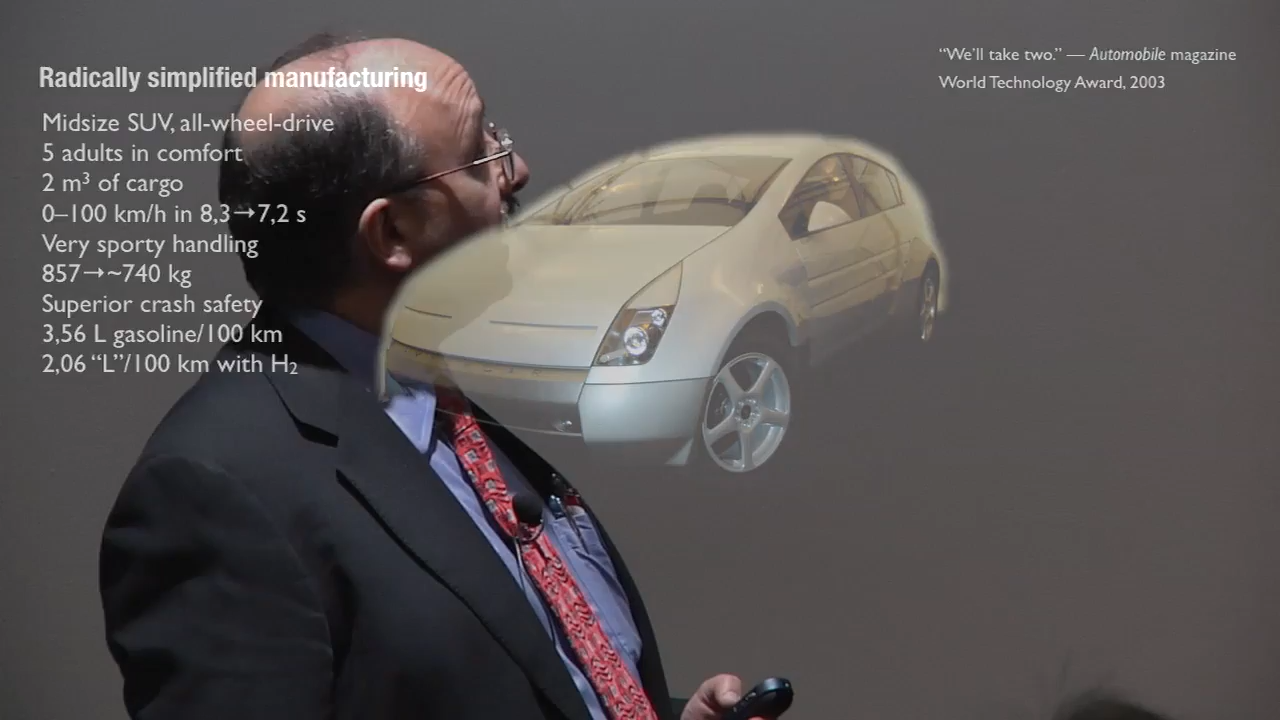 Radically simplified manufacturing
Midsize SUV, all-wheel-drive
5 adults in comfort
2 m³ of cargo
0–100 km/h in 8,3→7,2 s
Very sporty handling
857→~740 kg
Superior crash safety
3,56 L gasoline/100 km
2,06 “L”/100 km with H₂
“We’ll take two.” — Automobile magazine
World Technology Award, 2003